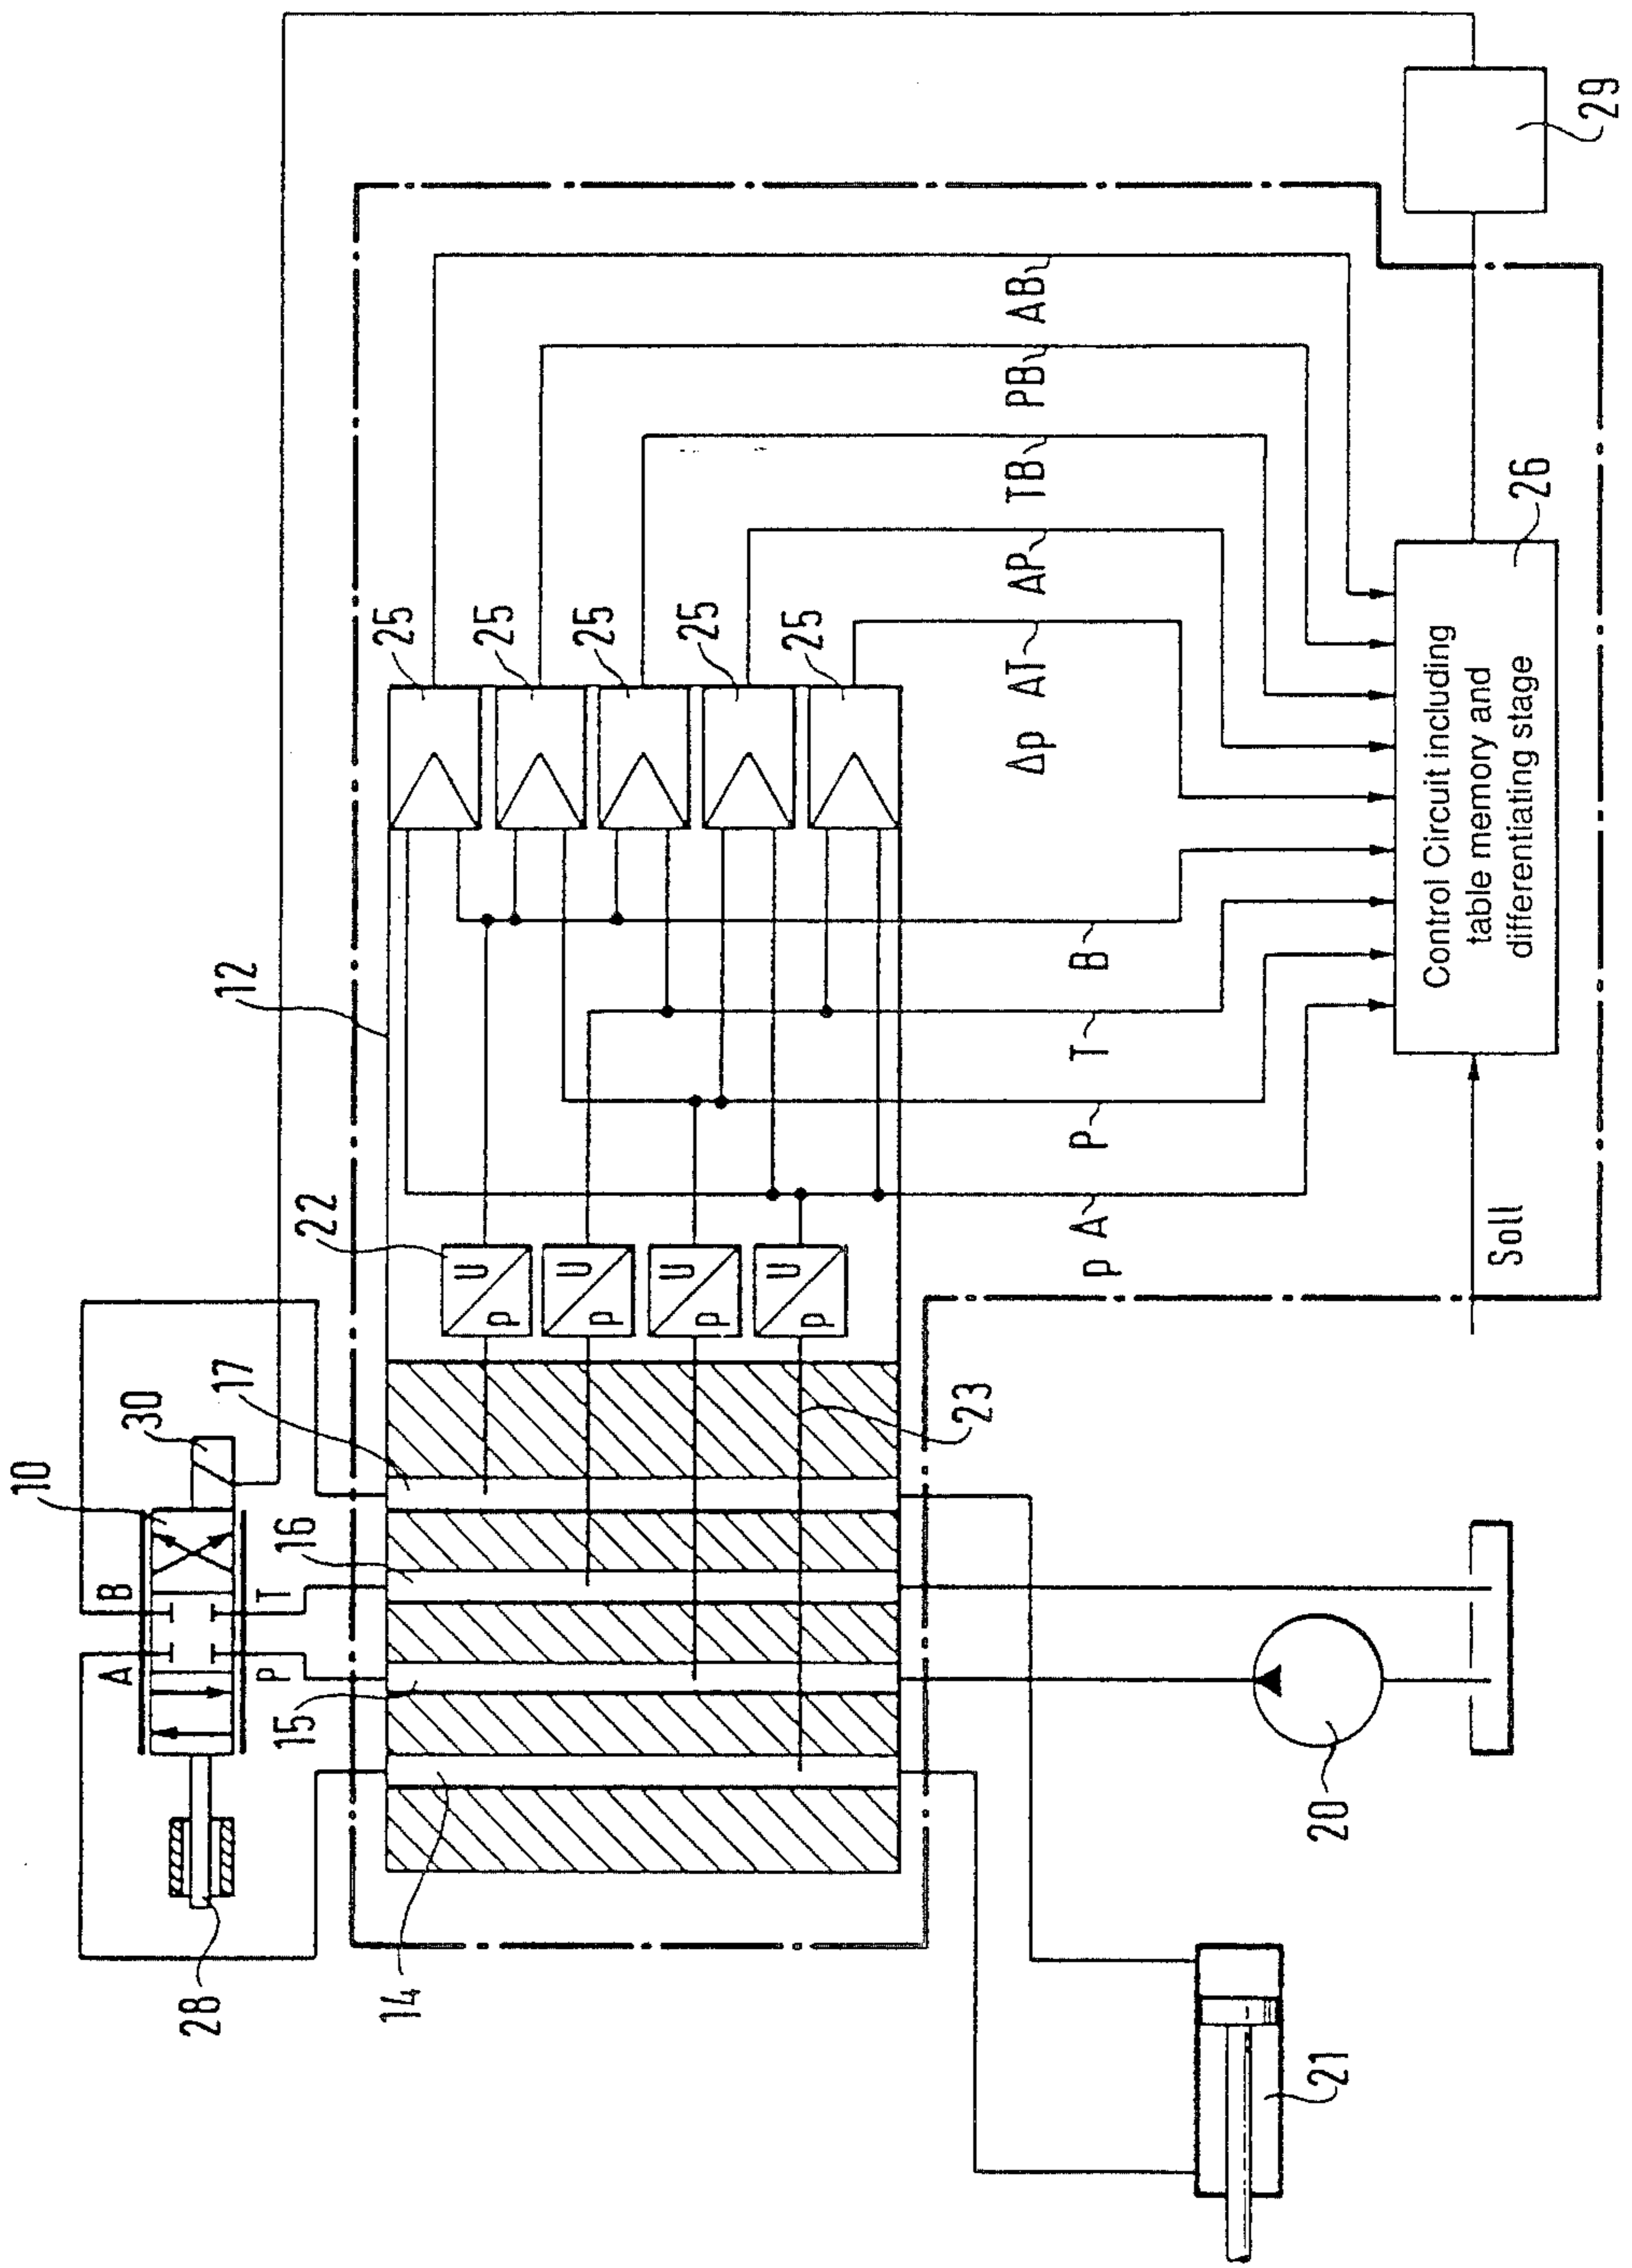 10
A B
30
28
17
12
P T
15
16
22
14
25
U
p
25
U
p
25
U
p
25
U
p
25
23
Δp AT AP TB PB AB
p A P T B
21
20
Control Circuit including
table memory and
differentiating stage
Soll
26
29